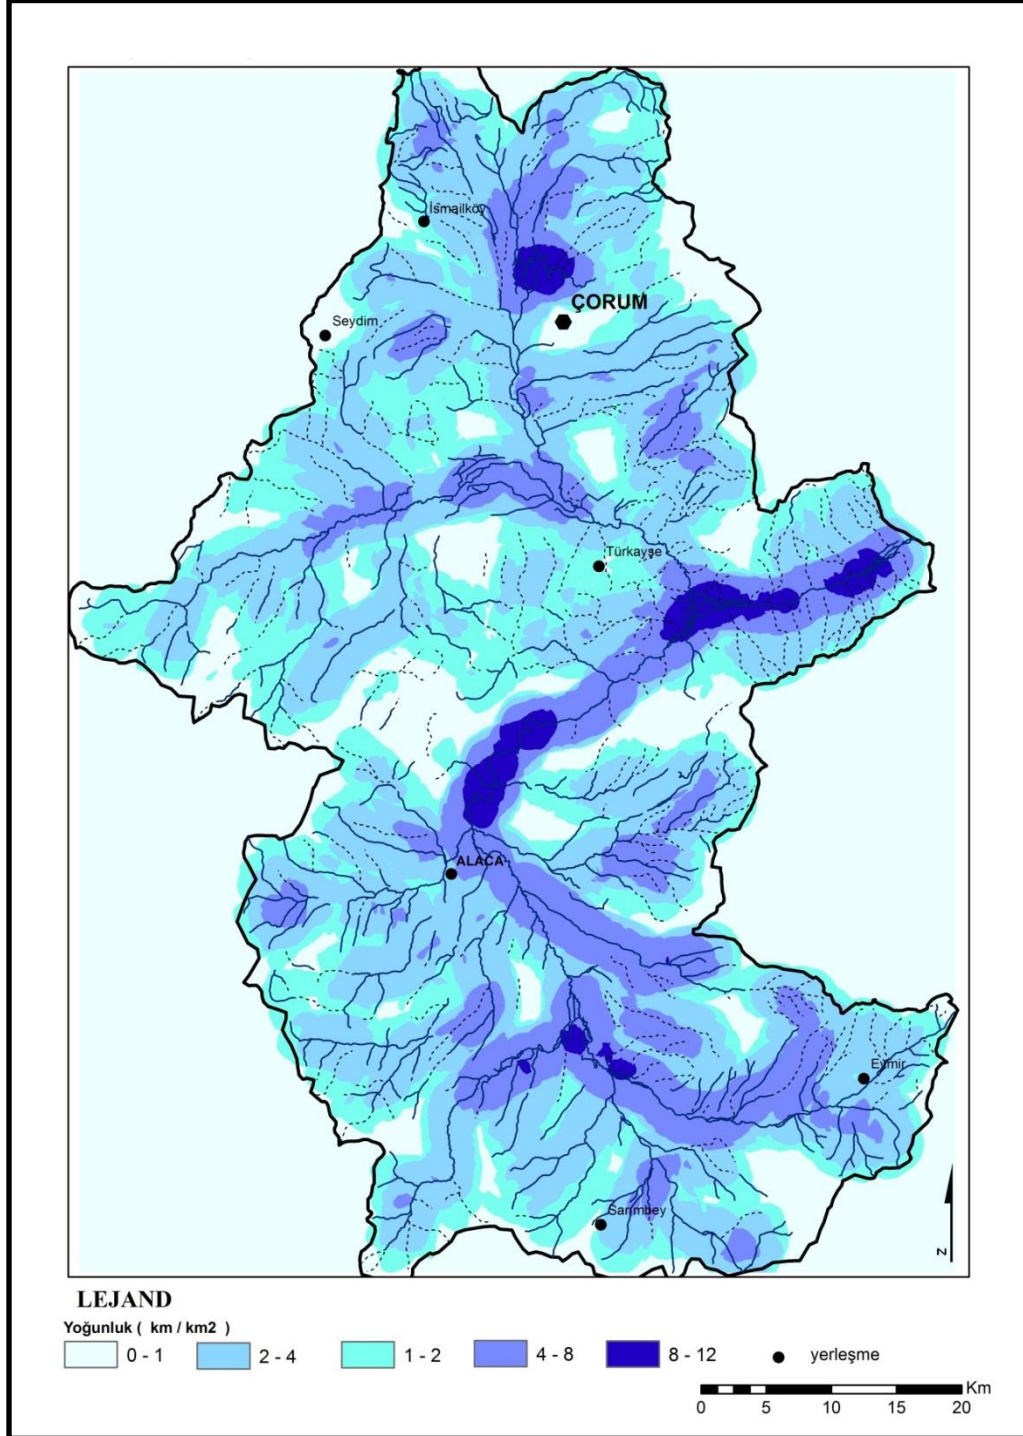 İsmailköy
ÇORUM
Seydim
Türkayşe
ALACA
Eymir
Sarımbey
z
LEJAND
Yoğunluk ( km / km2 )
0 - 1 2 - 4 1 - 2 4 - 8 8 - 12 yerleşme
Km
0 5 10 15 20